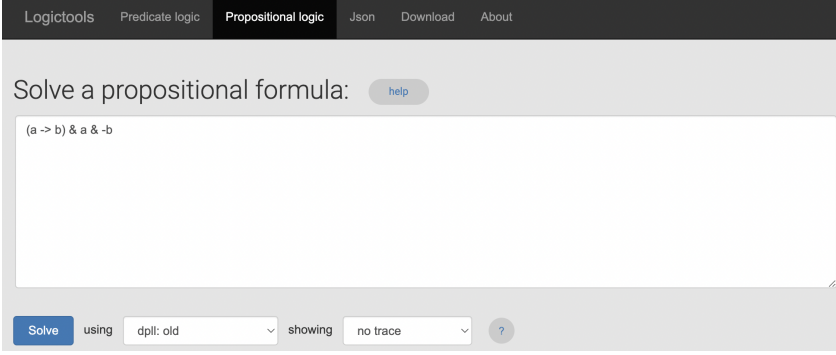 Logictools Predicate logic Propositional logic Json Download About
Solve a propositional formula: help
(a -> b) & a & -b
Solve using dpll: old showing no trace ?